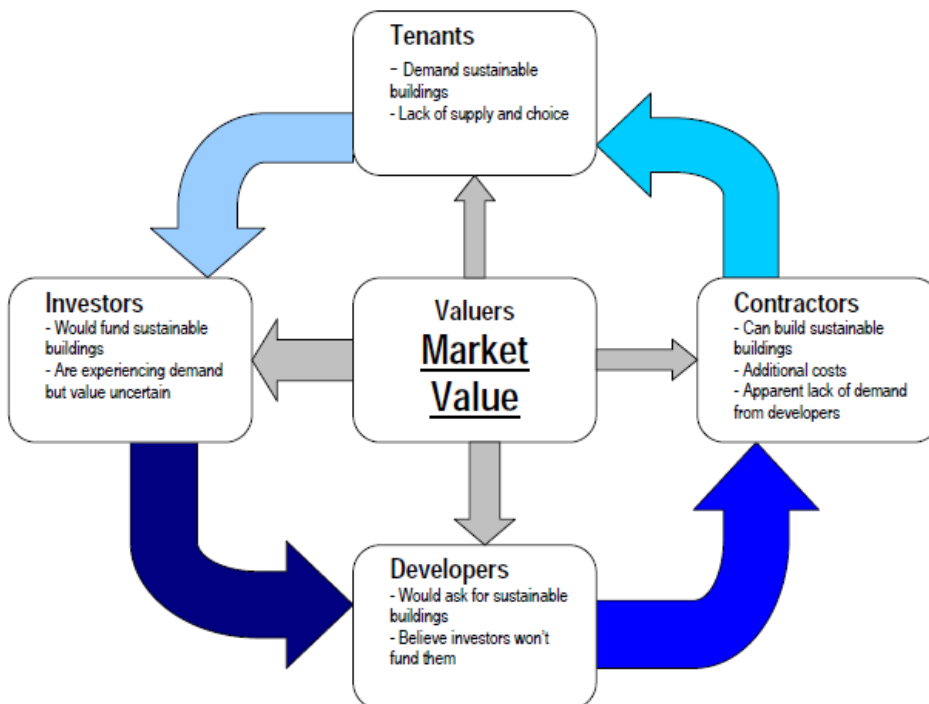 Tenants
- Demand sustainable
buildings
- Lack of supply and choice
Investors
- Would fund sustainable
buildings
- Are experiencing demand
but value uncertain
Valuers
Market
Value
Contractors
- Can build sustainable
buildings
- Additional costs
- Apparent lack of demand
from developers
Developers
- Would ask for sustainable
buildings
- Believe investors won't
fund them